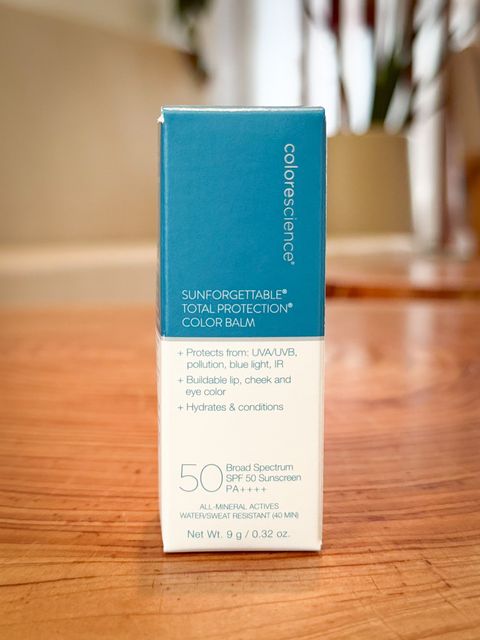 colorescience®
SUNFORGETTABLE®
TOTAL PROTECTION®
COLOR BALM
+ Protects from: UVA/UVB,
pollution, blue light, IR
+ Buildable lip, cheek and
eye color
+ Hydrates & conditions
50 Broad Spectrum
SPF 50 Sunscreen
PA++++
ALL-MINERAL ACTIVES
WATER/SWEAT RESISTANT (40 MIN)
Net Wt. 9 g / 0.32 oz.